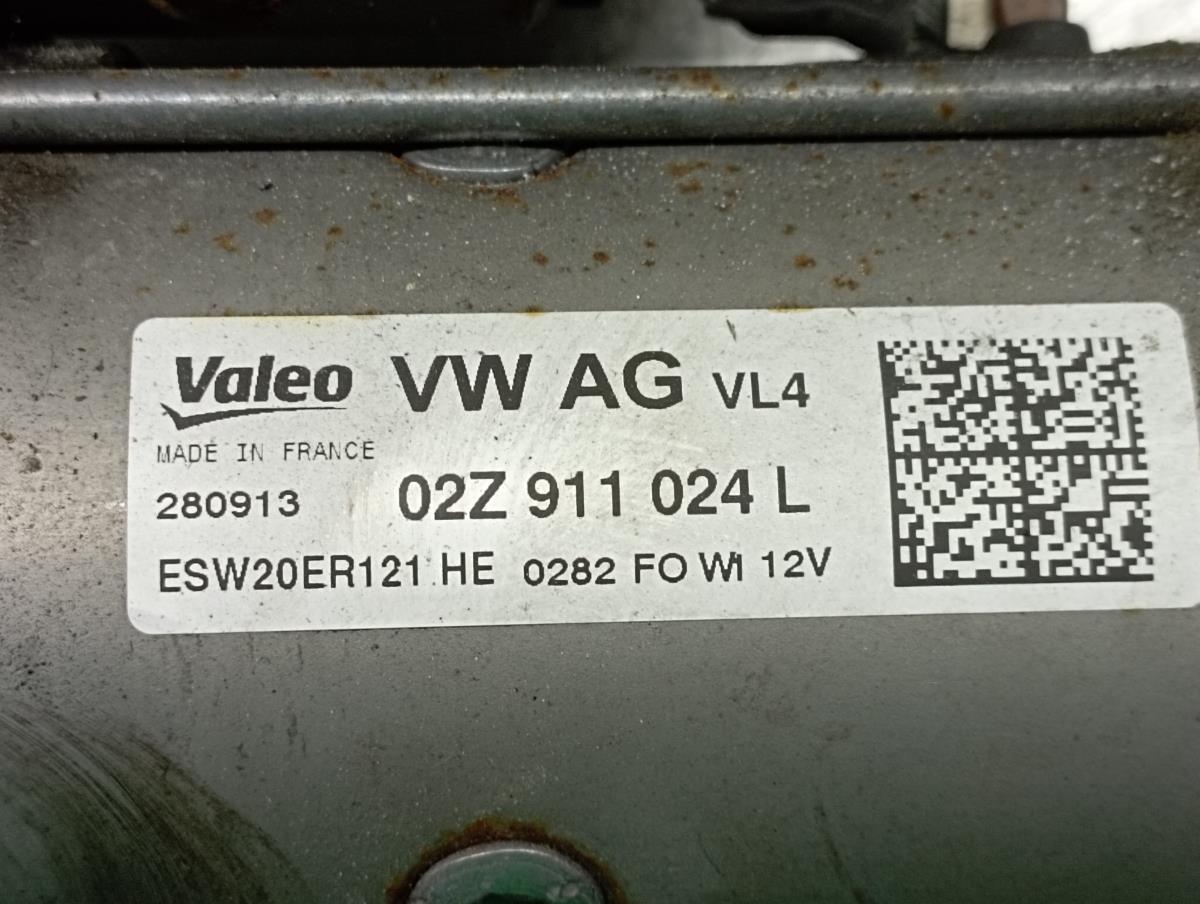 Valeo VW AG VL4
MADE IN FRANCE
280913 02Z 911 024 L
ESW20ER121 HE 0282 FO WI 12V